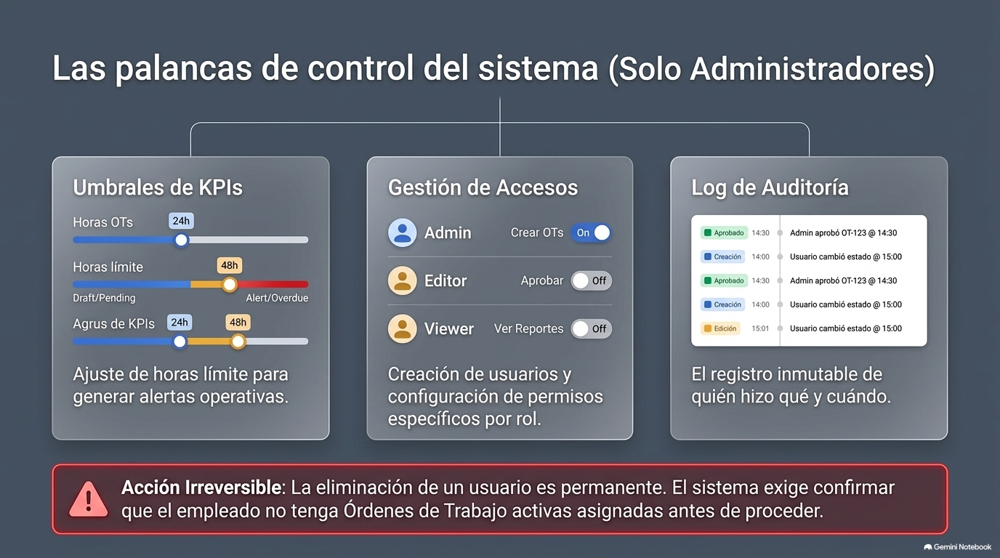 Las palancas de control del sistema (Solo Administradores)
Umbrales de KPIs
Horas OTs
24h
Horas límite
48h
Draft/Pending
Alert/Overdue
Agrus de KPIs
24h
48h
Ajuste de horas límite para
generar alertas operativas.
Gestión de Accesos
Admin
Crear OTs
On
Editor
Aprobar
Off
Viewer
Ver Reportes
Off
Creación de usuarios y
configuración de permisos
específicos por rol.
Log de Auditoría
Aprobado 14:30 Admin aprobó OT-123 @ 14:30
Creación 14:00 Usuario cambió estado @ 15:00
Aprobado 14:30 Admin aprobó OT-123 @ 14:30
Creación 14:00 Usuario cambió estado @ 15:00
Edición 15:01 Usuario cambió estado @ 15:00
El registro inmutable de
quién hizo qué y cuándo.
Acción Irreversible: La eliminación de un usuario es permanente. El sistema exige confirmar
que el empleado no tenga Órdenes de Trabajo activas asignadas antes de proceder.
Gemini Notebook